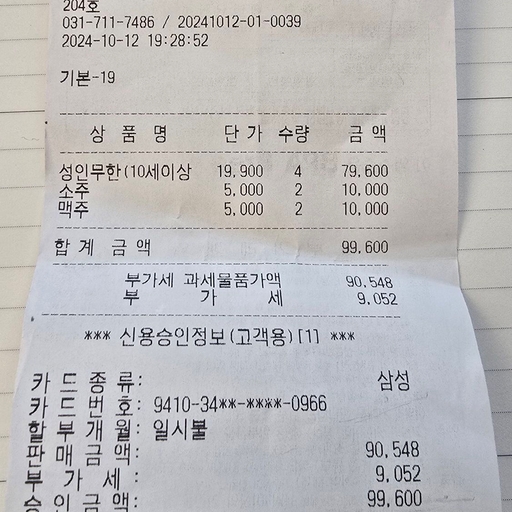 204호
031-711-7486 / 20241012-01-0039
2024-10-12 19:28:52
기본-19
상 품 명 단 가 수량 금 액
성인무한(10세이상 19,900 4 79,600
소주 5,000 2 10,000
맥주 5,000 2 10,000
합 계 금 액 99,600
부가세 과세물품가액 90,548
부 가 세 9,052
*** 신용승인정보(고객용)[1] ***
카 드 종 류: 삼성
카 드 번 호: 9410-34**-****-0966
할 부 개 월: 일시불
판 매 금 액: 90,548
부 가 세: 9,052
승 인 금 액: 99,600